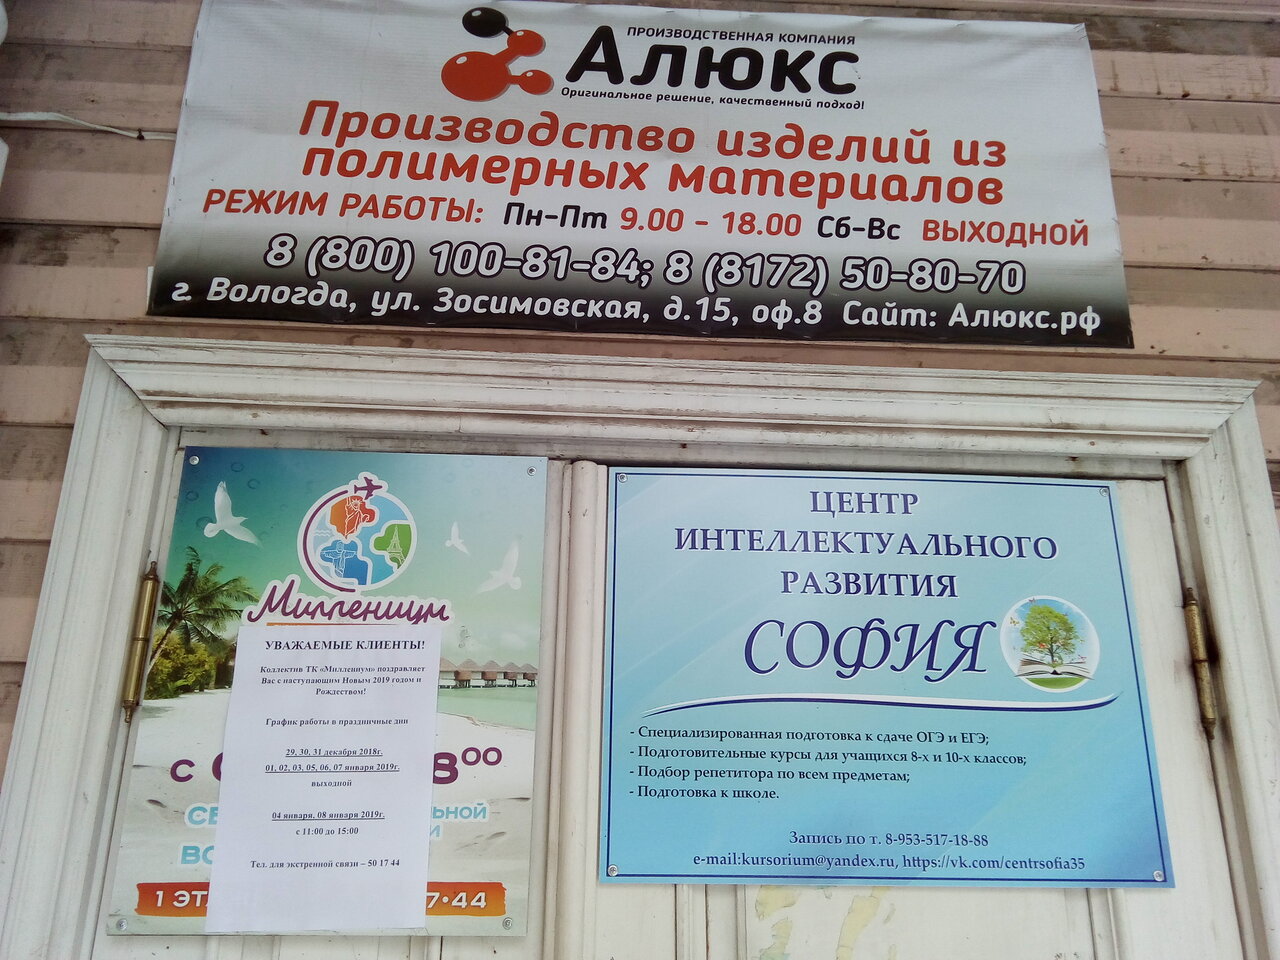 ПРОИЗВОДСТВЕННАЯ КОМПАНИЯ
Алюкс
Оригинальное решение, качественный подход!
Производство изделий из
полимерных материалов
РЕЖИМ РАБОТЫ: Пн-Пт 9.00 - 18.00 Сб-Вс ВЫХОДНОЙ
8 (800) 100-81-84; 8 (8172) 50-80-70
г. Вологда, ул. Зосимовская, д.15, оф.8 Сайт: Алюкс.рф
Миллениум
УВАЖАЕМЫЕ КЛИЕНТЫ!
Коллектив ТК «Миллениум» поздравляет
Вас с наступающим Новым 2019 годом и
Рождеством!
График работы в праздничные дни
29, 30, 31 декабря 2018г.
01, 02, 03, 05, 06, 07 января 2019г.
выходной
04 января, 08 января 2019г.
с 11:00 до 15:00
Тел. для экстренной связи – 50 17 44
с 8⁰⁰
1 ЭТА 7·44
ЦЕНТР
ИНТЕЛЛЕКТУАЛЬНОГО
РАЗВИТИЯ
СОФИЯ
- Специализированная подготовка к сдаче ОГЭ и ЕГЭ;
- Подготовительные курсы для учащихся 8-х и 10-х классов;
- Подбор репетитора по всем предметам;
- Подготовка к школе.
Запись по т. 8-953-517-18-88
e-mail:kursorium@yandex.ru, https://vk.com/centrsofia35